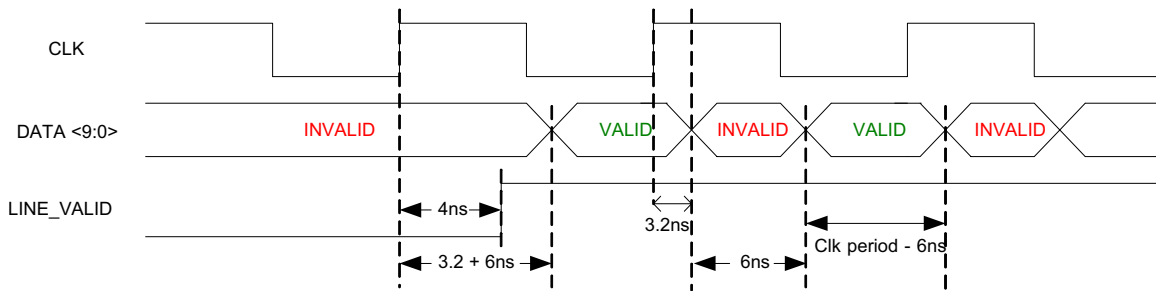 CLK
DATA <9:0>
INVALID
VALID
INVALID
VALID
INVALID
LINE_VALID
4ns
3.2ns
Clk period - 6ns
3.2 + 6ns
6ns